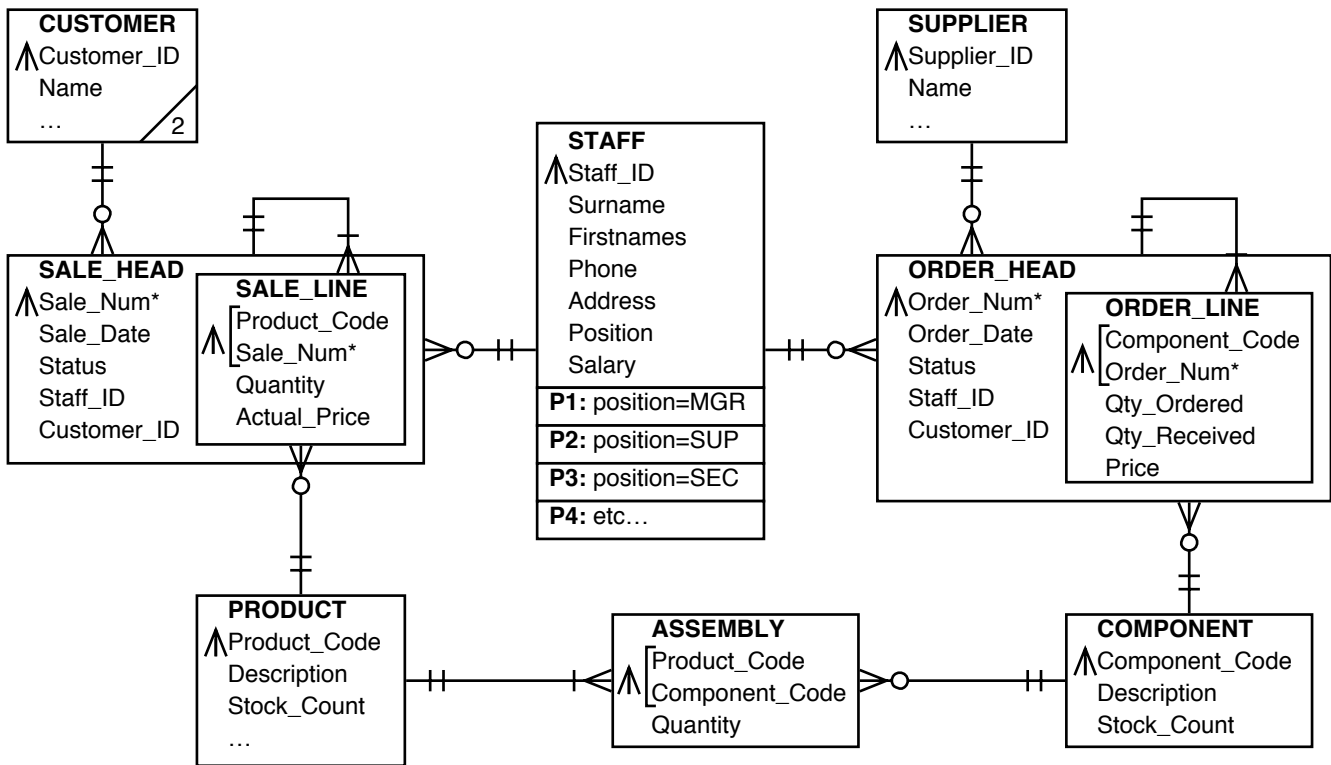 CUSTOMER
Customer_ID
Name
…
2
SUPPLIER
Supplier_ID
Name
…
STAFF
Staff_ID
Surname
Firstnames
Phone
Address
Position
Salary
P1: position=MGR
P2: position=SUP
P3: position=SEC
P4: etc…
SALE_HEAD
Sale_Num*
Sale_Date
Status
Staff_ID
Customer_ID
SALE_LINE
Product_Code
Sale_Num*
Quantity
Actual_Price
ORDER_HEAD
Order_Num*
Order_Date
Status
Staff_ID
Customer_ID
ORDER_LINE
Component_Code
Order_Num*
Qty_Ordered
Qty_Received
Price
PRODUCT
Product_Code
Description
Stock_Count
…
ASSEMBLY
Product_Code
Component_Code
Quantity
COMPONENT
Component_Code
Description
Stock_Count